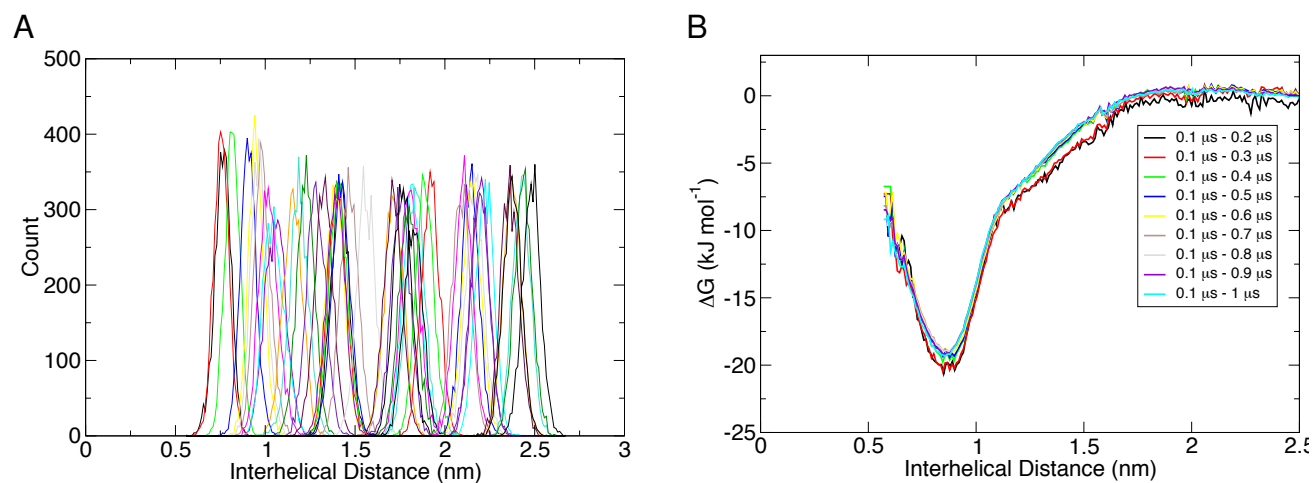 A
500
400
300
200
100
0
Count
0
0.5
1
1.5
2
2.5
3
Interhelical Distance (nm)
B
0
-5
-10
-15
-20
-25
ΔG (kJ mol⁻¹)
0.1 µs - 0.2 µs
0.1 µs - 0.3 µs
0.1 µs - 0.4 µs
0.1 µs - 0.5 µs
0.1 µs - 0.6 µs
0.1 µs - 0.7 µs
0.1 µs - 0.8 µs
0.1 µs - 0.9 µs
0.1 µs - 1 µs
0
0.5
1
1.5
2
2.5
Interhelical Distance (nm)